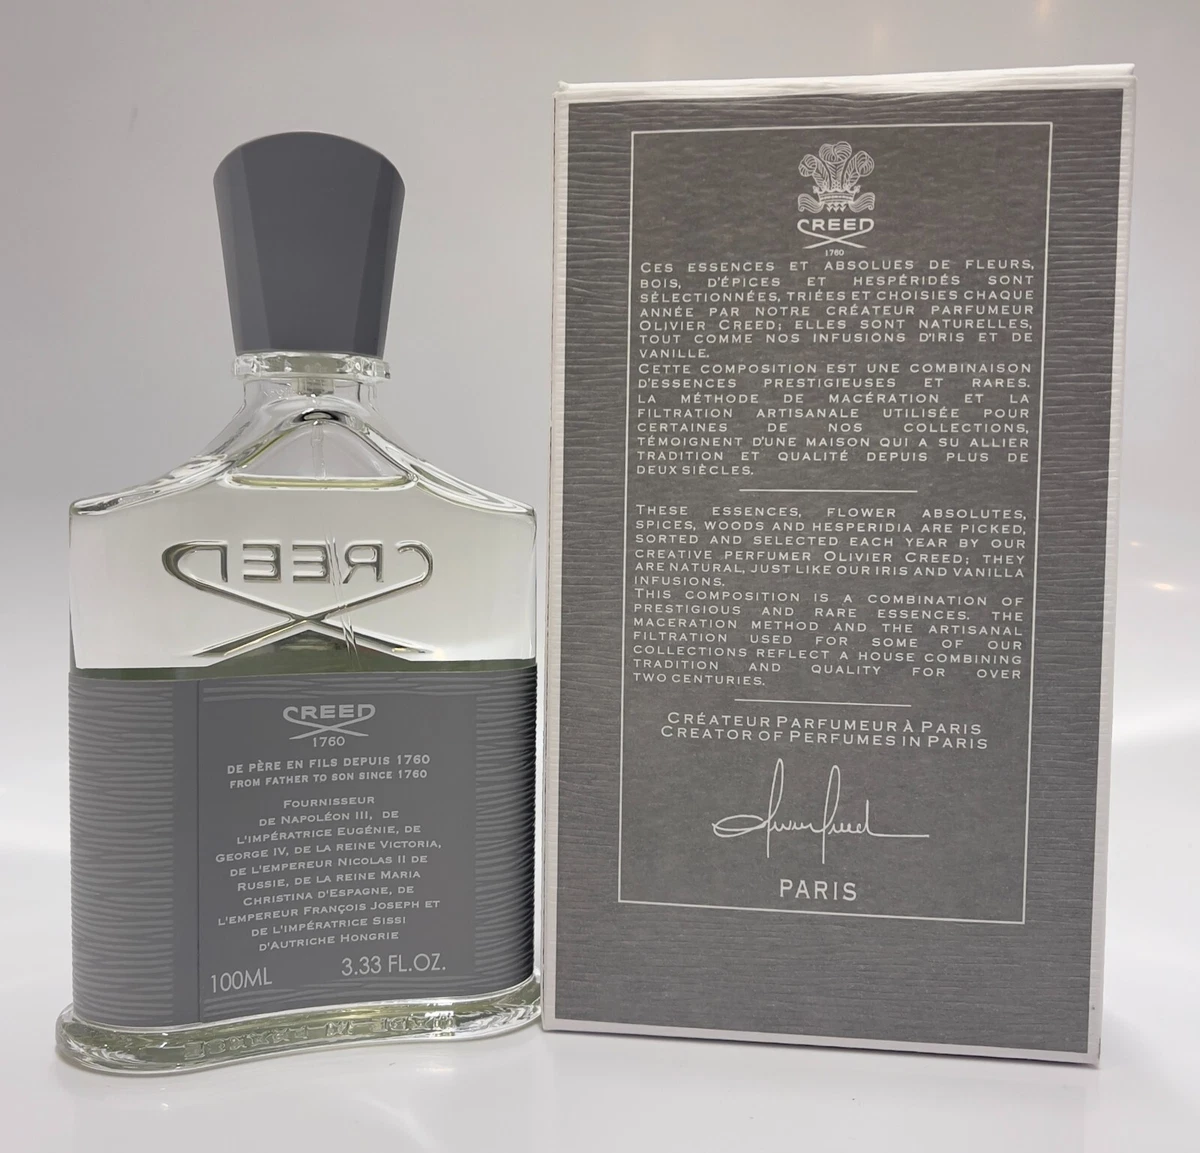 CREED
CREED
1760
DE PÈRE EN FILS DEPUIS 1760
FROM FATHER TO SON SINCE 1760
FOURNISSEUR
DE NAPOLÉON III, DE
L'IMPÉRATRICE EUGÉNIE, DE
GEORGE IV, DE LA REINE VICTORIA,
DE L'EMPEREUR NICOLAS II DE
RUSSIE, DE LA REINE MARIA
CHRISTINA D'ESPAGNE, DE
L'EMPEREUR FRANÇOIS JOSEPH ET
DE L'IMPÉRATRICE SISSI
D'AUTRICHE HONGRIE
100ML 3.33 FL.OZ.
CREED
1760
CES ESSENCES ET ABSOLUES DE FLEURS,
BOIS, D'ÉPICES ET HESPÉRIDÉS SONT
SÉLECTIONNÉES, TRIÉES ET CHOISIES CHAQUE
ANNÉE PAR NOTRE CRÉATEUR PARFUMEUR
OLIVIER CREED; ELLES SONT NATURELLES,
TOUT COMME NOS INFUSIONS D'IRIS ET DE
VANILLE.
CETTE COMPOSITION EST UNE COMBINAISON
D'ESSENCES PRESTIGIEUSES ET RARES.
LA MÉTHODE DE MACÉRATION ET LA
FILTRATION ARTISANALE UTILISÉE POUR
CERTAINES DE NOS COLLECTIONS,
TÉMOIGNENT D'UNE MAISON QUI A SU ALLIER
TRADITION ET QUALITÉ DEPUIS PLUS DE
DEUX SIÈCLES.
THESE ESSENCES, FLOWER ABSOLUTES,
SPICES, WOODS AND HESPERIDIA ARE PICKED,
SORTED AND SELECTED EACH YEAR BY OUR
CREATIVE PERFUMER OLIVIER CREED; THEY
ARE NATURAL, JUST LIKE OUR IRIS AND VANILLA
INFUSIONS.
THIS COMPOSITION IS A COMBINATION OF
PRESTIGIOUS AND RARE ESSENCES. THE
MACERATION METHOD AND THE ARTISANAL
FILTRATION USED FOR SOME OF OUR
COLLECTIONS REFLECT A HOUSE COMBINING
TRADITION AND QUALITY FOR OVER
TWO CENTURIES.
CRÉATEUR PARFUMEUR À PARIS
CREATOR OF PERFUMES IN PARIS
Olivier Creed
PARIS